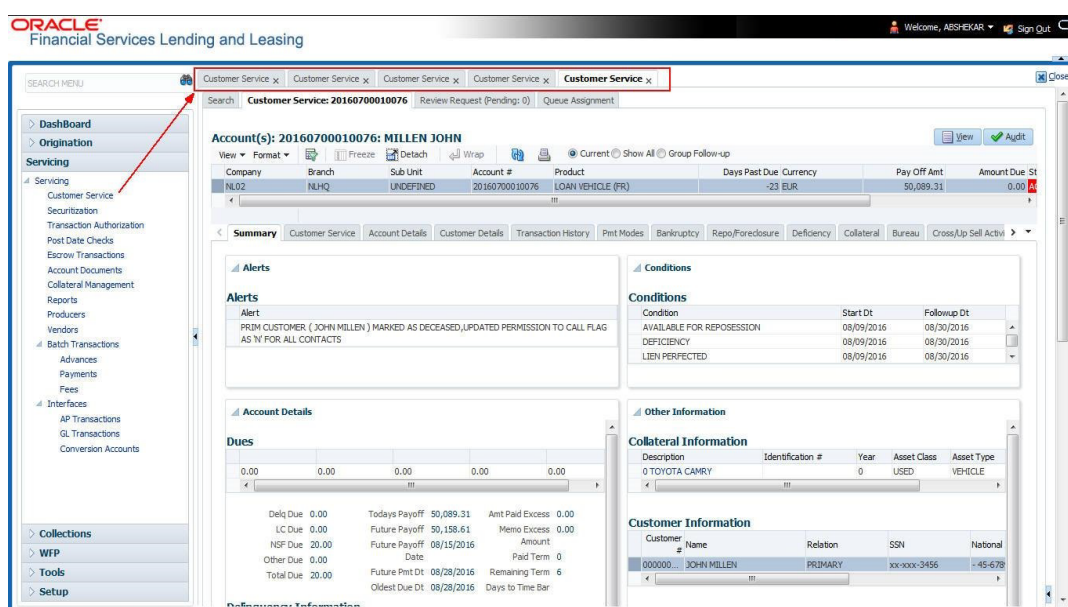 ORACLE
Financial Services Lending and Leasing
Welcome, ABSHEKAR
Sign Out
Close
SEARCH MENU
DashBoard
Origination
Servicing
Servicing
Customer Service
Securitization
Transaction Authorization
Post Date Checks
Escrow Transactions
Account Documents
Collateral Management
Reports
Producers
Vendors
Batch Transactions
Advances
Payments
Fees
Interfaces
AP Transactions
GL Transactions
Conversion Accounts
Collections
WFP
Tools
Setup
Customer Service x Customer Service x Customer Service x Customer Service x Customer Service x
Search Customer Service: 20160700010076 Review Request (Pending: 0) Queue Assignment
Account(s): 20160700010076: MILLEN JOHN
View Audit
View Format Freeze Detach Wrap Current Show All Group Follow-up
Company Branch Sub Unit Account # Product Days Past Due Currency Pay Off Amt Amount Due St
NL02 NLHQ UNDEFINED 20160700010076 LOAN VEHICLE (FR) -23 EUR 50,089.31 0.00
Summary Customer Service Account Details Customer Details Transaction History Pmt Modes Bankruptcy Repo/Foreclosure Deficiency Collateral Bureau Cross/Up Sell Activi
Alerts
Alerts
Alert
PRIM CUSTOMER ( JOHN MILLEN ) MARKED AS DECEASED,UPDATED PERMISSION TO CALL FLAG
AS 'N' FOR ALL CONTACTS
Conditions
Conditions
Condition Start Dt Followup Dt
AVAILABLE FOR REPOSESSION 08/09/2016 08/30/2016
DEFICIENCY 08/09/2016 08/30/2016
LIEN PERFECTED 08/09/2016 08/30/2016
Account Details
Dues
0.00 0.00 0.00 0.00 0.00
Delq Due 0.00 Todays Payoff 50,089.31 Amt Paid Excess 0.00
LC Due 0.00 Future Payoff 50,158.61 Memo Excess Amount 0.00
NSF Due 20.00 Future Payoff Date 08/15/2016 Paid Term 0
Other Due 0.00 Future Pmt Dt 08/28/2016 Remaining Term 6
Total Due 20.00 Oldest Due Dt 08/28/2016 Days to Time Bar
Delinquency Information
Other Information
Collateral Information
Description Identification # Year Asset Class Asset Type
0 TOYOTA CAMRY 0 USED VEHICLE
Customer Information
Customer # Name Relation SSN National
000000... JOHN MILLEN PRIMARY xx-xxx-3456 - 45-678